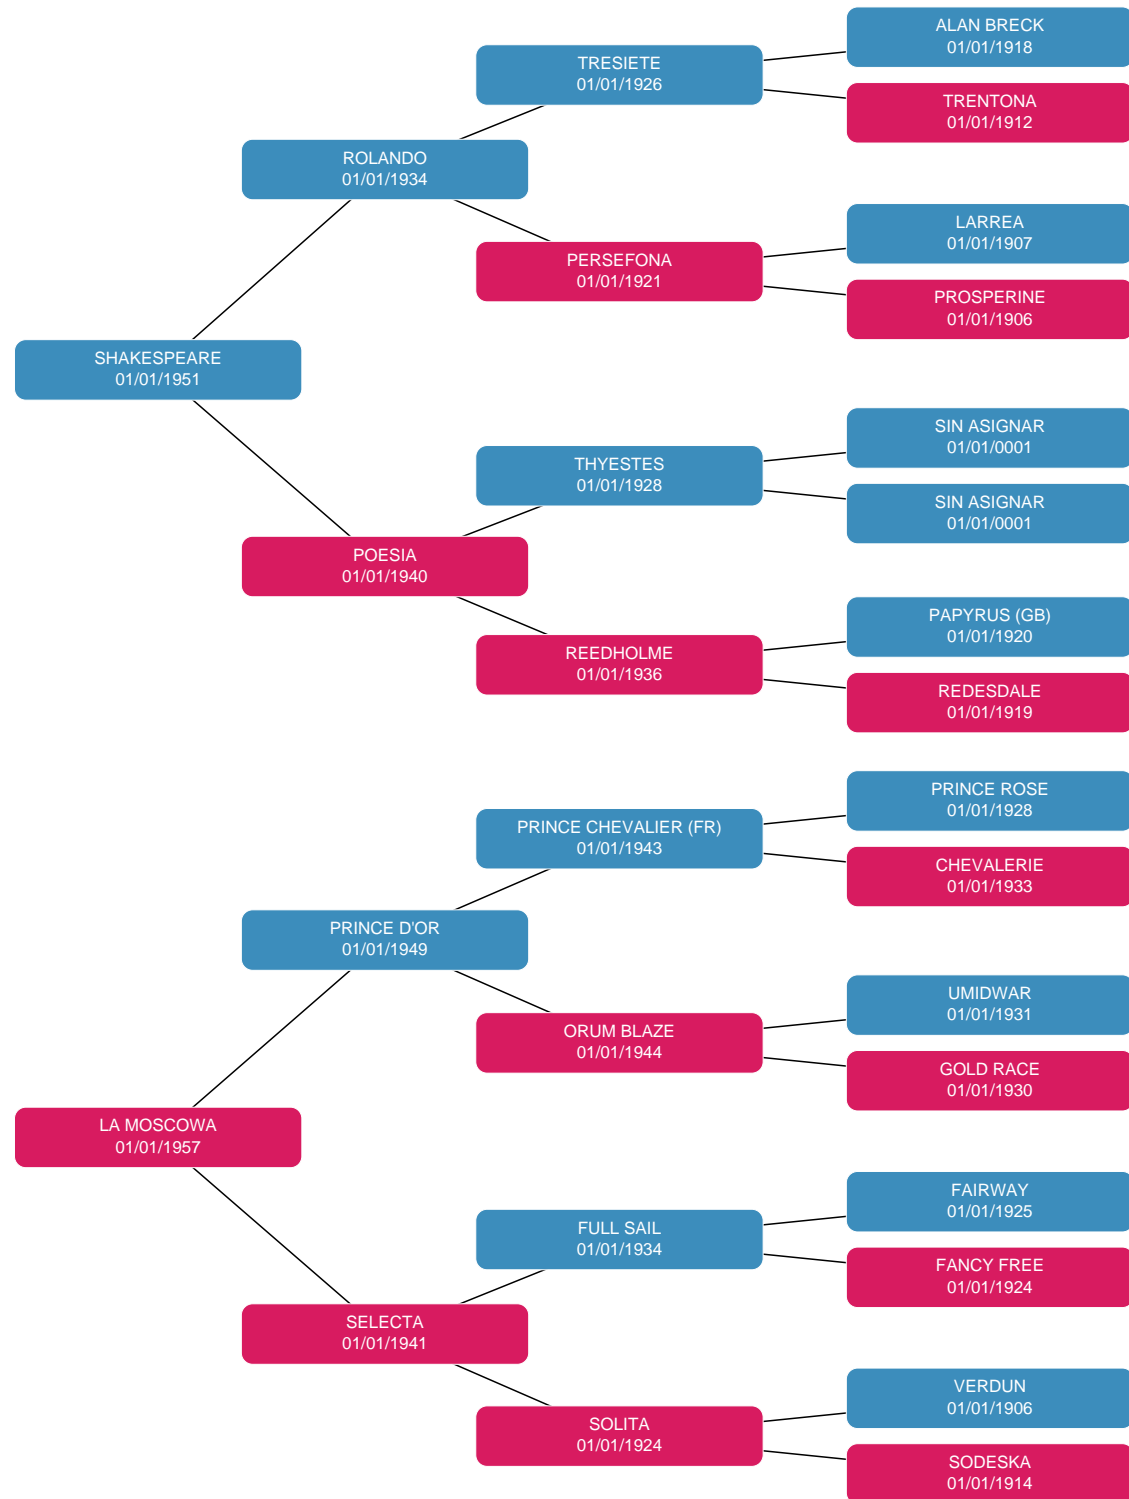 ALAN BRECK
01/01/1918
TRESIETE
01/01/1926
TRENTONA
01/01/1912
ROLANDO
01/01/1934
LARREA
01/01/1907
PERSEFONA
01/01/1921
PROSPERINE
01/01/1906
SHAKESPEARE
01/01/1951
SIN ASIGNAR
01/01/0001
THYESTES
01/01/1928
SIN ASIGNAR
01/01/0001
POESIA
01/01/1940
PAPYRUS (GB)
01/01/1920
REEDHOLME
01/01/1936
REDESDALE
01/01/1919
PRINCE ROSE
01/01/1928
PRINCE CHEVALIER (FR)
01/01/1943
CHEVALERIE
01/01/1933
PRINCE D'OR
01/01/1949
UMIDWAR
01/01/1931
ORUM BLAZE
01/01/1944
GOLD RACE
01/01/1930
LA MOSCOWA
01/01/1957
FAIRWAY
01/01/1925
FULL SAIL
01/01/1934
FANCY FREE
01/01/1924
SELECTA
01/01/1941
VERDUN
01/01/1906
SOLITA
01/01/1924
SODESKA
01/01/1914